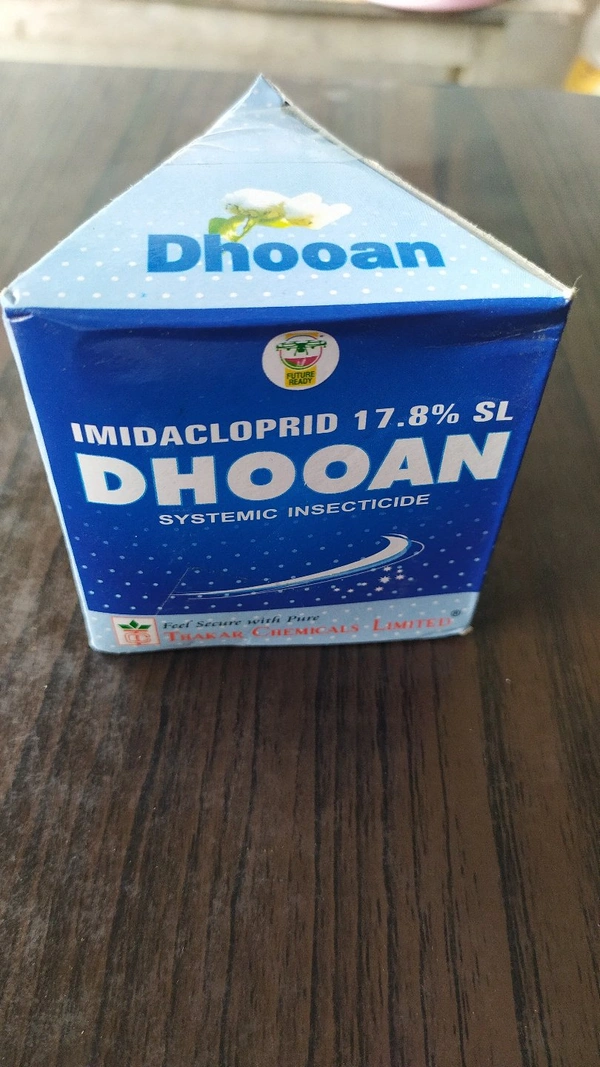 Dhooan
FUTURE
READY
IMIDACLOPRID 17.8% SL
DHOOAN
SYSTEMIC INSECTICIDE
Feel Secure with Pure
THAKAR CHEMICALS LIMITED®